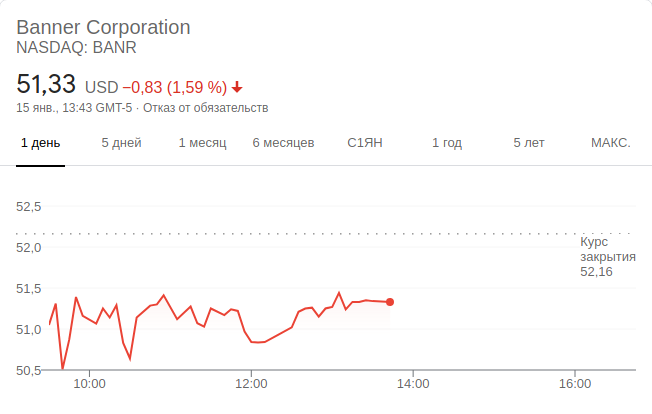 Banner Corporation
NASDAQ: BANR
51,33 USD −0,83 (1,59 %)
15 янв., 13:43 GMT-5 · Отказ от обязательств
1 день 5 дней 1 месяц 6 месяцев С1ЯН 1 год 5 лет МАКС.
52,5
52,0
51,5
51,0
50,5
Курс
закрытия
52,16
10:00 12:00 14:00 16:00